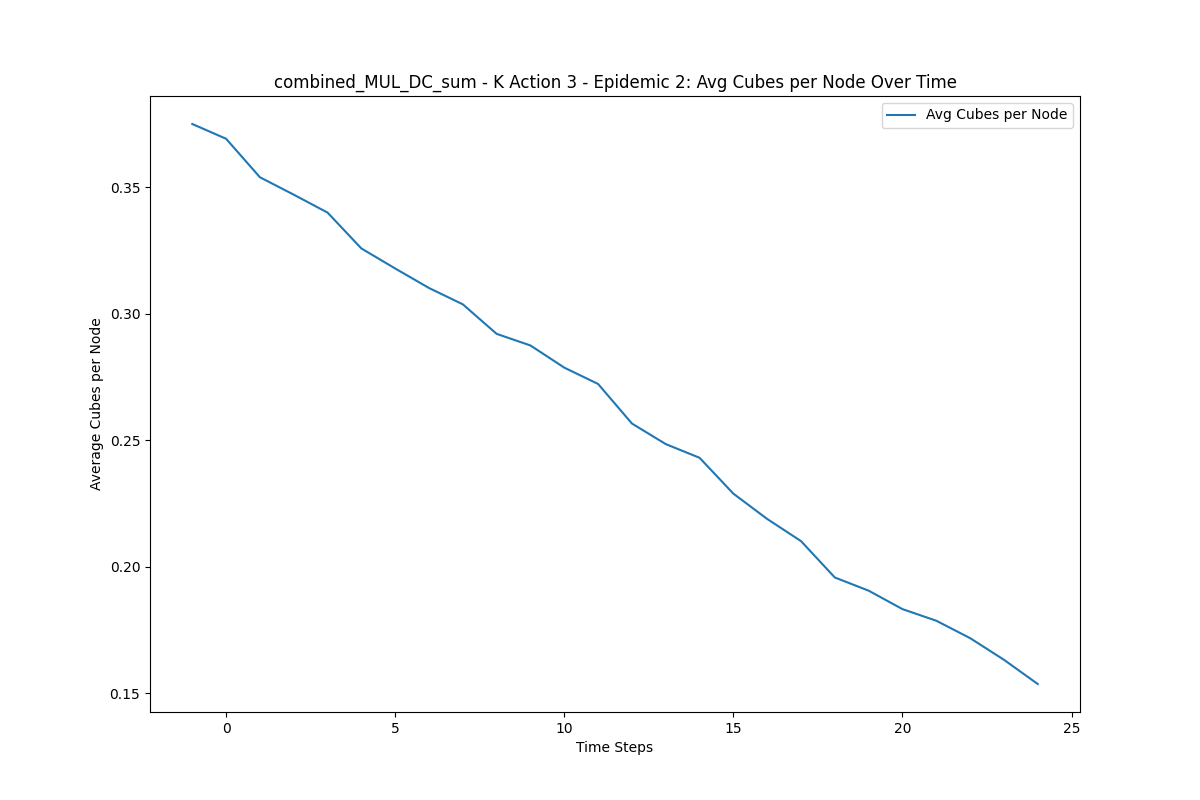 combined_MUL_DC_sum - K Action 3 - Epidemic 2: Avg Cubes per Node Over Time
Avg Cubes per Node
Average Cubes per Node
0.35
0.30
0.25
0.20
0.15
0 5 10 15 20 25
Time Steps